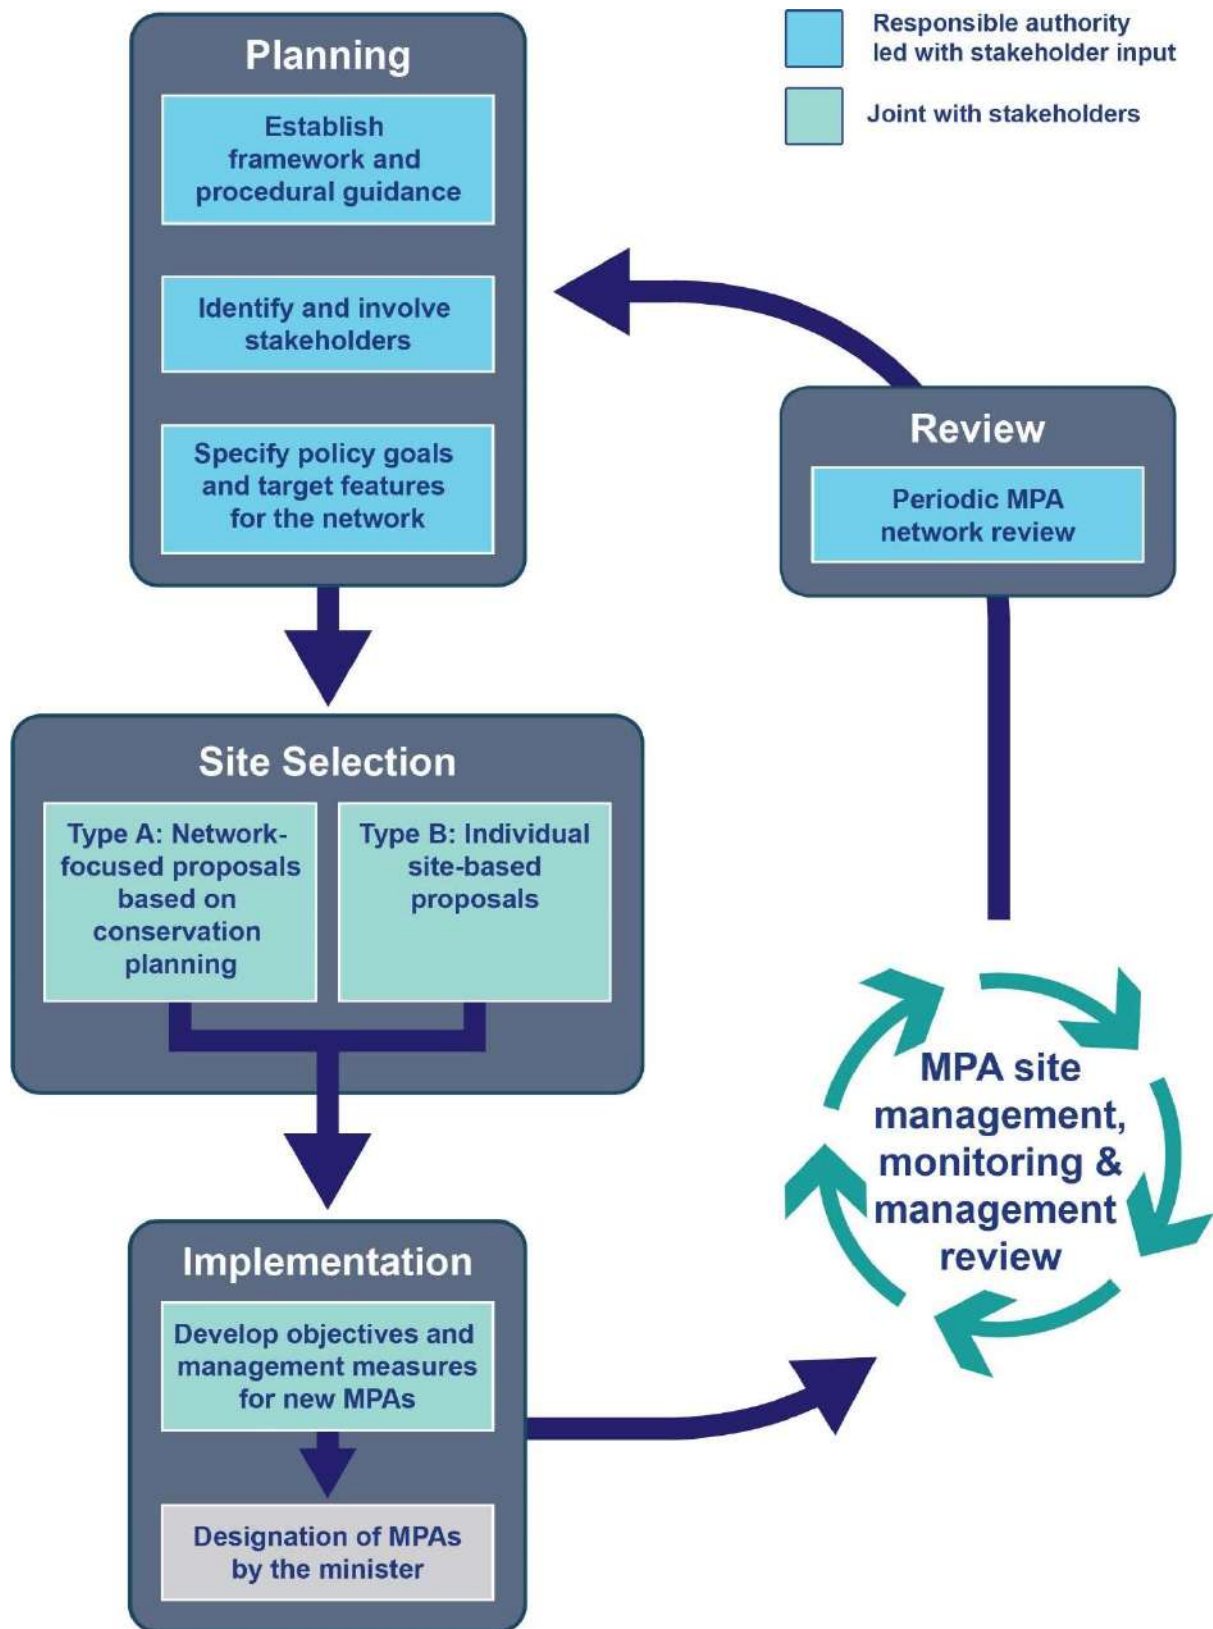 Planning
Establish
framework and
procedural guidance
Identify and involve
stakeholders
Specify policy goals
and target features
for the network
Responsible authority
led with stakeholder input
Joint with stakeholders
Review
Periodic MPA
network review
Site Selection
Type A: Network-
focused proposals
based on
conservation
planning
Type B: Individual
site-based
proposals
MPA site
management,
monitoring &
management
review
Implementation
Develop objectives and
management measures
for new MPAs
Designation of MPAs
by the minister